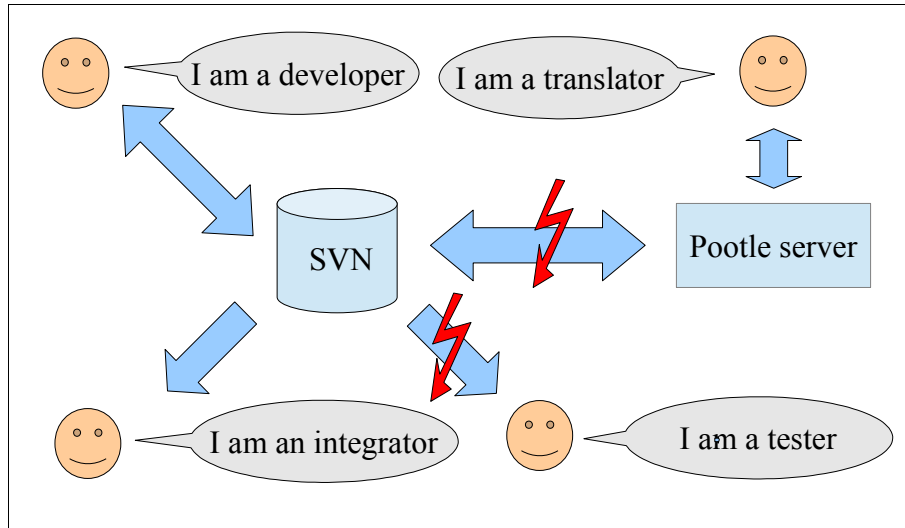 I am a developer
I am a translator
SVN
Pootle server
I am an integrator
I am a tester